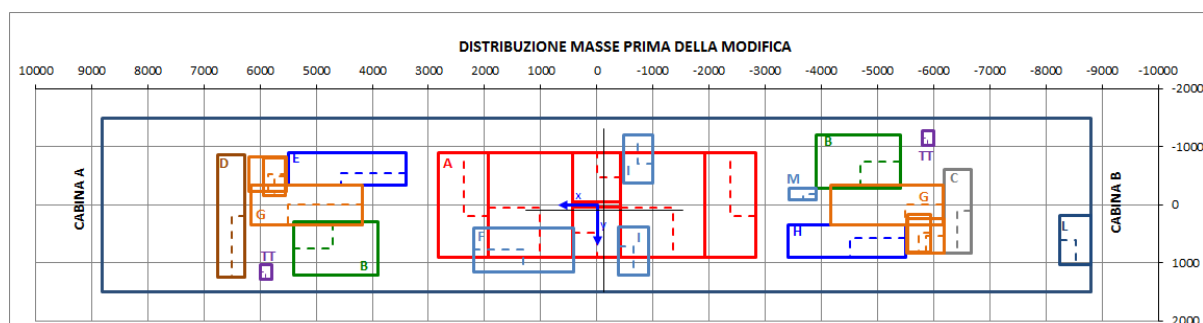 DISTRIBUZIONE MASSE PRIMA DELLA MODIFICA
10000 9000 8000 7000 6000 5000 4000 3000 2000 1000 0 -1000 -2000 -3000 -4000 -5000 -6000 -7000 -8000 -9000 -10000
-2000
-1000
0
1000
2000
CABINA A
CABINA B
D
E
A
B
TT
M
C
G
x
G
y
F
I
H
L
TT
B